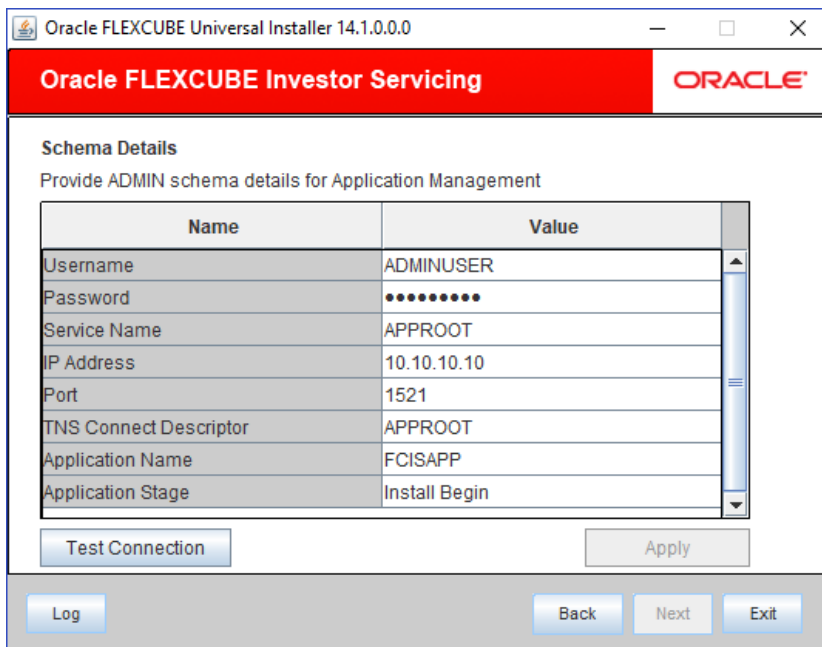 Oracle FLEXCUBE Universal Installer 14.1.0.0.0
Oracle FLEXCUBE Investor Servicing
ORACLE
Schema Details
Provide ADMIN schema details for Application Management
Name Value
Username ADMINUSER
Password •••••••••
Service Name APPROOT
IP Address 10.10.10.10
Port 1521
TNS Connect Descriptor APPROOT
Application Name FCISAPP
Application Stage Install Begin
Test Connection Apply
Log Back Next Exit